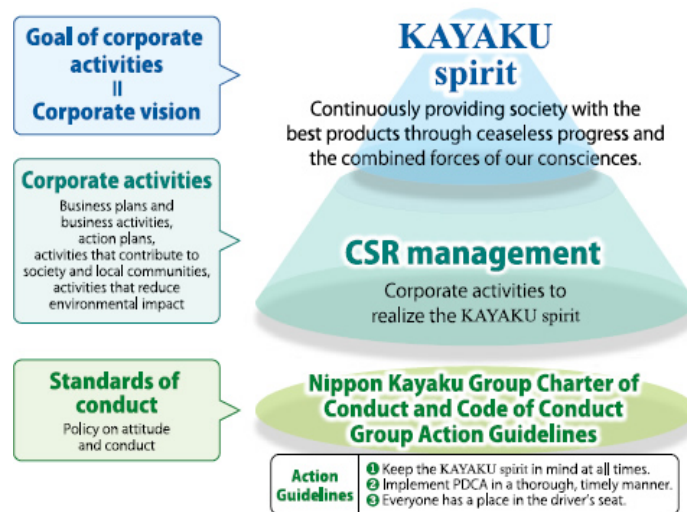 Goal of corporate
activities
=
Corporate vision
KAYAKU
spirit
Continuously providing society with the
best products through ceaseless progress and
the combined forces of our consciences.
Corporate activities
Business plans and
business activities,
action plans,
activities that contribute to
society and local communities,
activities that reduce
environmental impact
CSR management
Corporate activities to
realize the KAYAKU spirit
Standards of
conduct
Policy on attitude
and conduct
Nippon Kayaku Group Charter of
Conduct and Code of Conduct
Group Action Guidelines
Action
Guidelines
❶ Keep the KAYAKU spirit in mind at all times.
❷ Implement PDCA in a thorough, timely manner.
❸ Everyone has a place in the driver's seat.